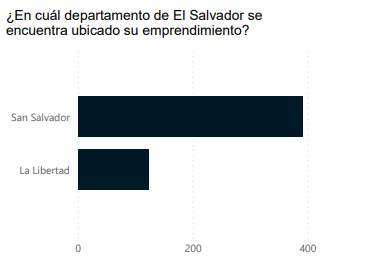 ¿En cuál departamento de El Salvador se
encuentra ubicado su emprendimiento?
San Salvador
La Libertad
0 200 400